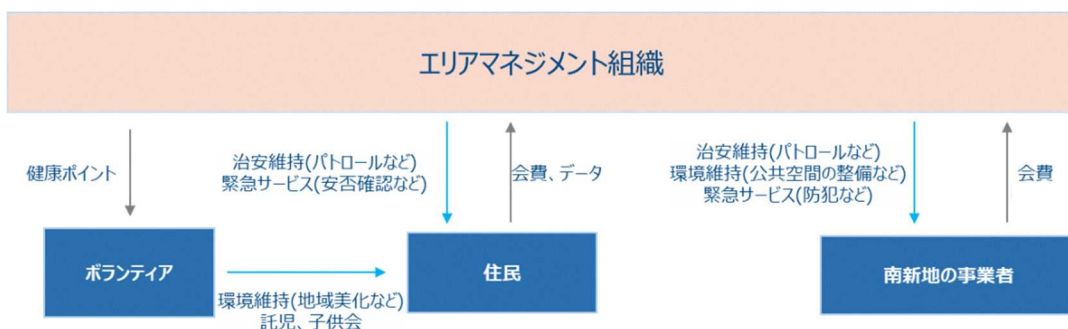 エリアマネジメント組織
健康ポイント
治安維持(パトロールなど)
緊急サービス(安否確認など)
会費、データ
治安維持(パトロールなど)
環境維持(公共空間の整備など)
緊急サービス(防犯など)
会費
ボランティア
環境維持(地域美化など)
託児、子供会
住民
南新地の事業者